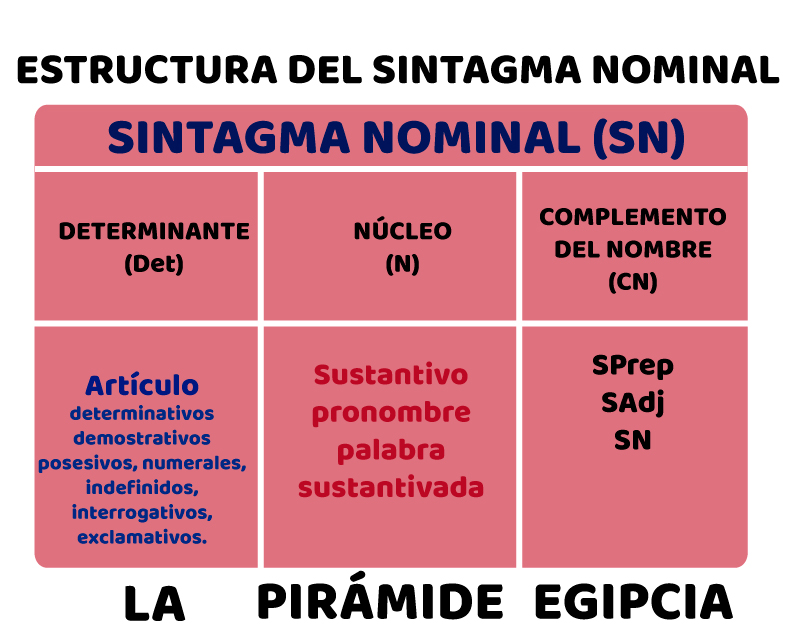 ESTRUCTURA DEL SINTAGMA NOMINAL
SINTAGMA NOMINAL (SN)
DETERMINANTE
(Det)
NÚCLEO
(N)
COMPLEMENTO
DEL NOMBRE
(CN)
Artículo
determinativos
demostrativos
posesivos, numerales,
indefinidos,
interrogativos,
exclamativos.
Sustantivo
pronombre
palabra
sustantivada
SPrep
SAdj
SN
LA PIRÁMIDE EGIPCIA